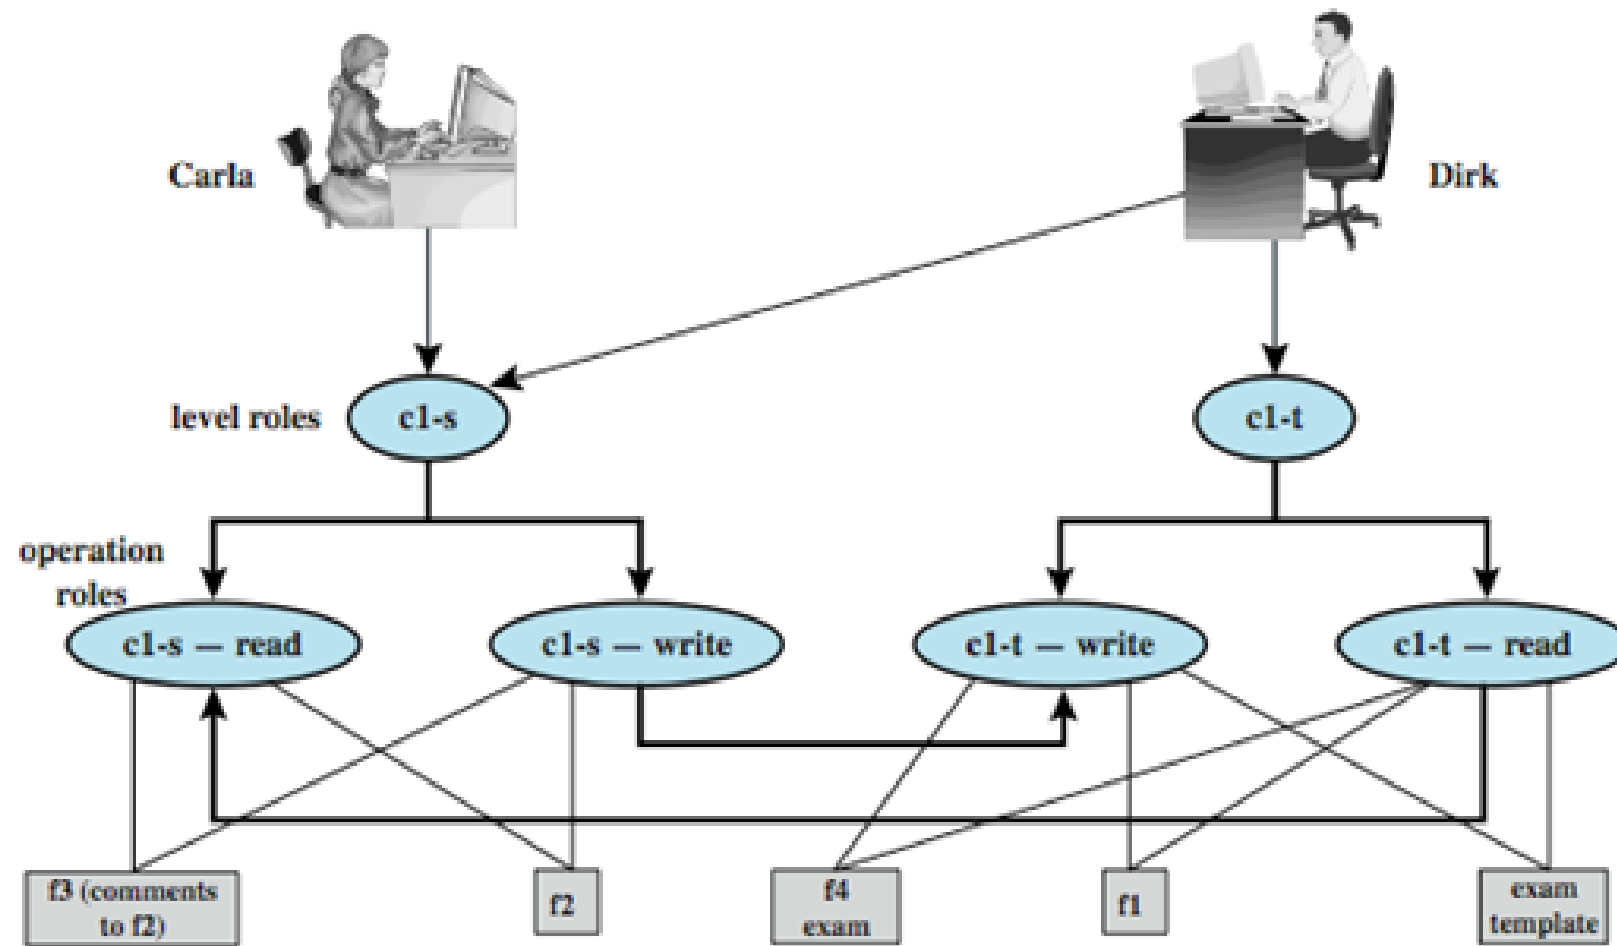 Carla
Dirk
level roles
c1-s
c1-t
operation
roles
c1-s — read
c1-s — write
c1-t — write
c1-t — read
f3 (comments
to f2)
f2
f4
exam
f1
exam
template